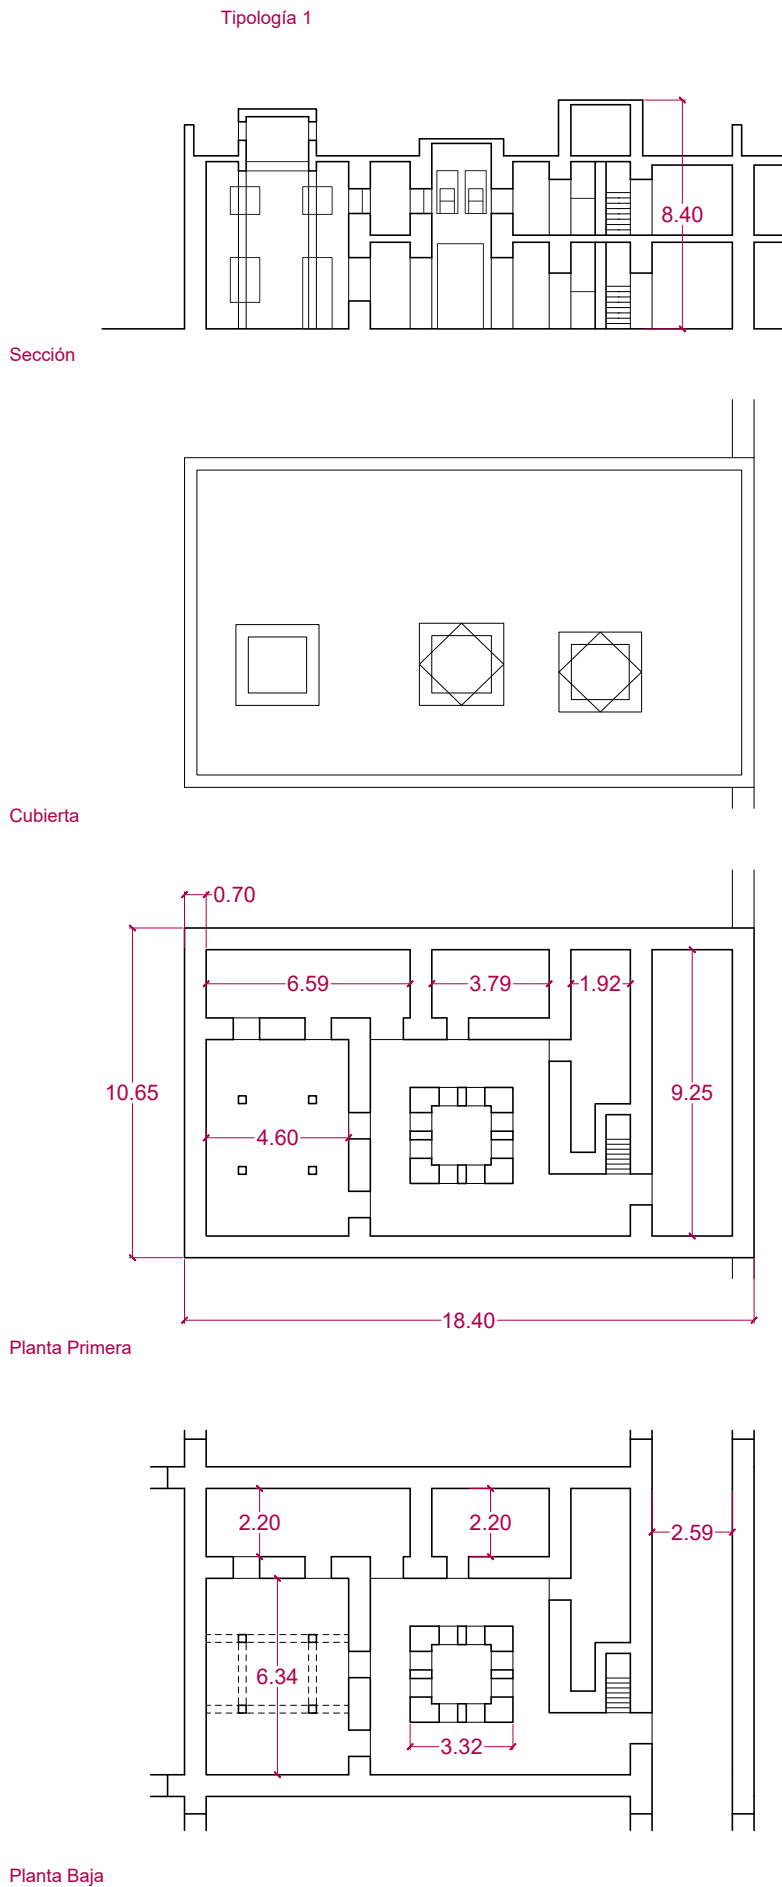 Tipología 1
8.40
Sección
Cubierta
0.70
6.59
3.79
1.92
10.65
9.25
4.60
18.40
Planta Primera
2.20
2.20
2.59
6.34
3.32
Planta Baja